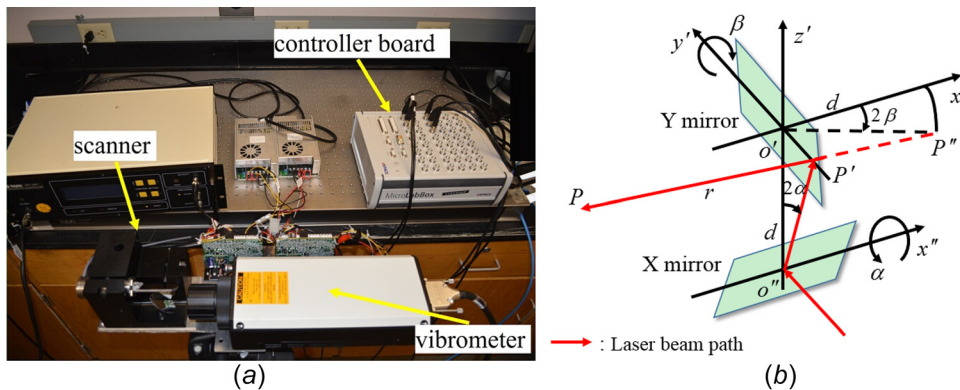 controller board
scanner
MicroLabBox
vibrometer
(a)
β
y'
z'
x
d
2β
Y mirror
o'
P'
P"
P
r
2α
d
X mirror
x"
α
o"
: Laser beam path
(b)